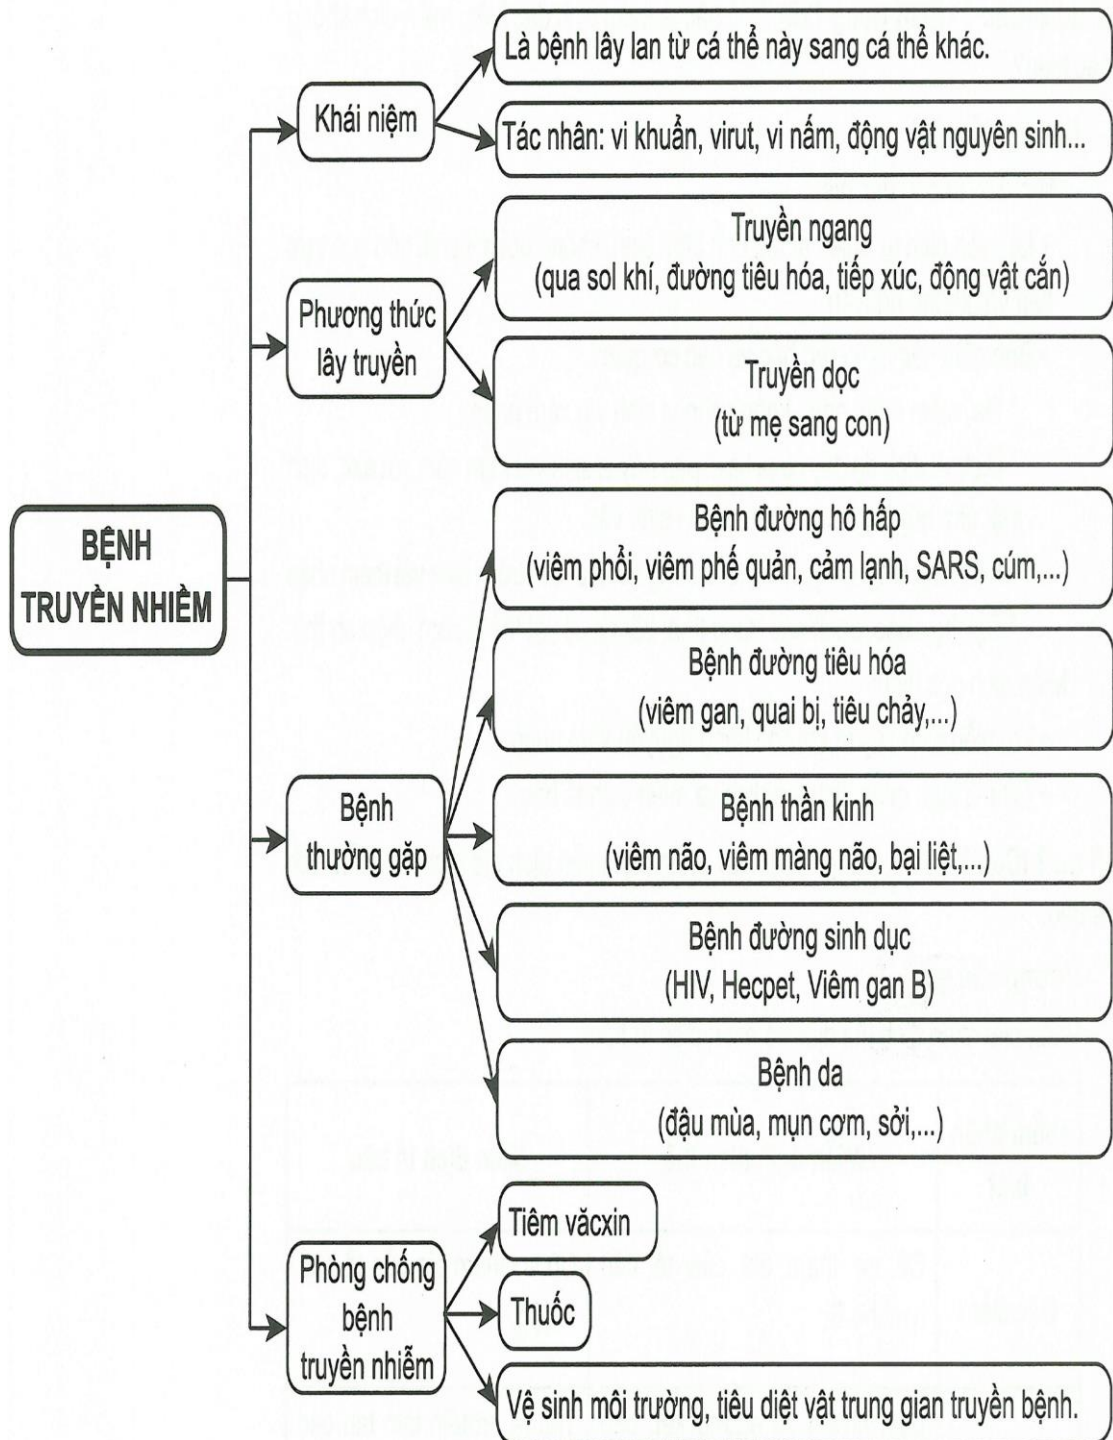 Là bệnh lây lan từ cá thể này sang cá thể khác.
Khái niệm
Tác nhân: vi khuẩn, virut, vi nấm, động vật nguyên sinh...
Truyền ngang
(qua sol khí, đường tiêu hóa, tiếp xúc, động vật cắn)
Phương thức
lây truyền
Truyền dọc
(từ mẹ sang con)
BỆNH
TRUYỀN NHIỄM
Bệnh đường hô hấp
(viêm phổi, viêm phế quản, cảm lạnh, SARS, cúm,...)
Bệnh đường tiêu hóa
(viêm gan, quai bị, tiêu chảy,...)
Bệnh
thường gặp
Bệnh thần kinh
(viêm não, viêm màng não, bại liệt,...)
Bệnh đường sinh dục
(HIV, Hecpet, Viêm gan B)
Bệnh da
(đậu mùa, mụn cơm, sởi,...)
Tiêm văcxin
Phòng chống
bệnh
truyền nhiễm
Thuốc
Vệ sinh môi trường, tiêu diệt vật trung gian truyền bệnh.